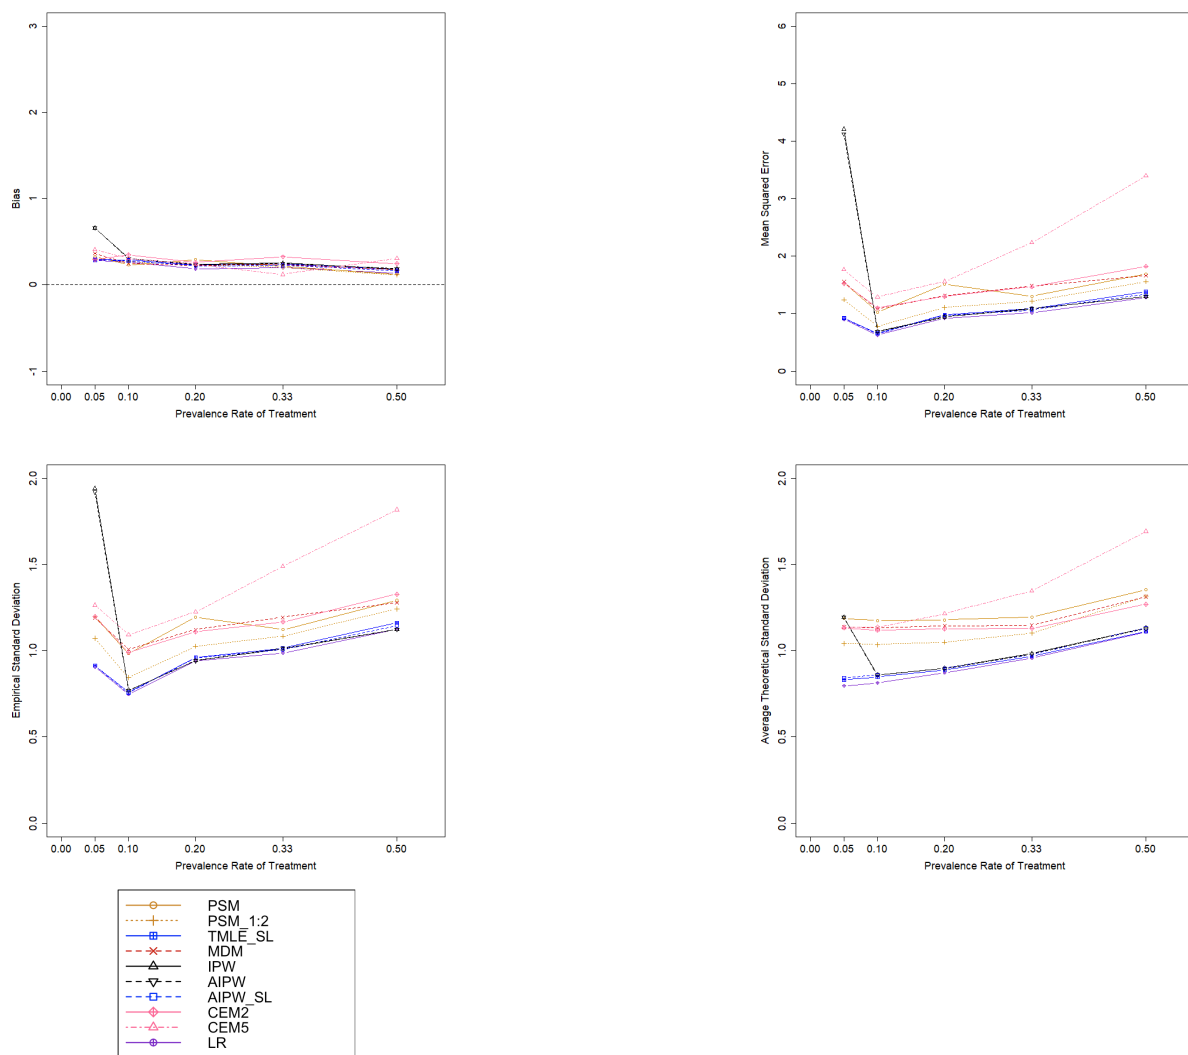 3
2
1
0
-1
Bias
0.00 0.05 0.10 0.20 0.33 0.50
Prevalence Rate of Treatment
6
5
4
3
2
1
0
Mean Squared Error
0.00 0.05 0.10 0.20 0.33 0.50
Prevalence Rate of Treatment
2.0
1.5
1.0
0.5
0.0
Empirical Standard Deviation
0.00 0.05 0.10 0.20 0.33 0.50
Prevalence Rate of Treatment
2.0
1.5
1.0
0.5
0.0
Average Theoretical Standard Deviation
0.00 0.05 0.10 0.20 0.33 0.50
Prevalence Rate of Treatment
PSM
PSM_1:2
TMLE_SL
MDM
IPW
AIPW
AIPW_SL
CEM2
CEM5
LR